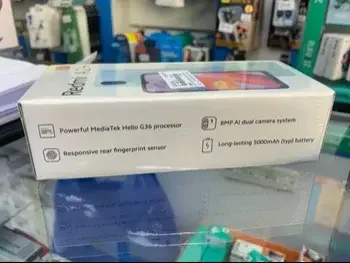 Redmi
Powerful MediaTek Helio G36 processor
Responsive rear fingerprint sensor
8MP AI dual camera system
Long-lasting 5000mAh (typ) battery